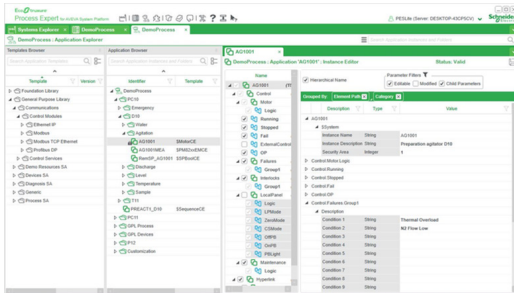 EcoStruxure
Process Expert for AVEVA System Platform
PESLIN (Server: DESKTOP-43GPSCV)
Schneide
Systems Explorer
DemoProcess
DemoProcess
DemoProcess : Application Explorer
Templates Browser
Application Browser
AG1001
DemoProcess : Application 'AG1001' : Instance Editor
Status: Valid
Template
Version
Identifier
Template
Name
Hierarchical Name
Parameter Filters
Editable
Modified
Child Parameters
Grouped By
Element Path
Category
Description
Type
Value
Foundation Library
General Purpose Library
Communications
Control Modules
Ethernet IP
Modbus
Modbus TCP Ethernet
Profibus DP
Control Services
Demo Resources SA
Devices SA
Diagnosis SA
Generic
Process SA
DemoProcess
PC10
Emergency
D10
Water
Agitation
AG1001
$MotorCE
AG1001MEA
RemSP_AG1001
Discharge
Level
Temperature
Sample
T11
PREACT1_D10
$SequenceCE
PC11
GPL Process
GPL Devices
P12
Customization
AG1001
Control
Motor
Logic
Running
Stopped
Fail
ExternalControl
OP
Failures
Group1
Interlocks
Group1
LocalPanel
Logic
LPMode
ZeroMode
CSMode
OffPB
OnPB
PBLight
Maintenance
Logic
Hyperlink
AG1001
$System
Instance Name
String
AG1001
Instance Description
String
Preparation agitator D10
Security Area
Integer
1
Control Motor Logic
Control Running
Control Stopped
Control Fail
Control OP
Control Failures Group1
Description
Condition 1
String
Thermal Overload
Condition 2
String
N2 Flow Low
Condition 3
String
Condition 4
String
Condition 5
String
Condition 6
String
Condition 7
String
Condition 8
String
Condition 9
String